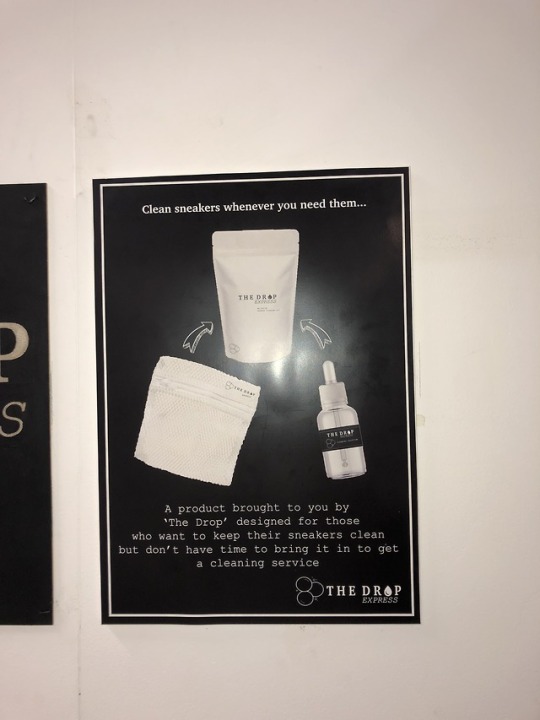 Clean sneakers whenever you need them...
THE DROP
EXPRESS
THE DROP
THE DROP
A product brought to you by
‘The Drop’ designed for those
who want to keep their sneakers clean
but don’t have time to bring it in to get
a cleaning service
THE DROP
EXPRESS
P
S